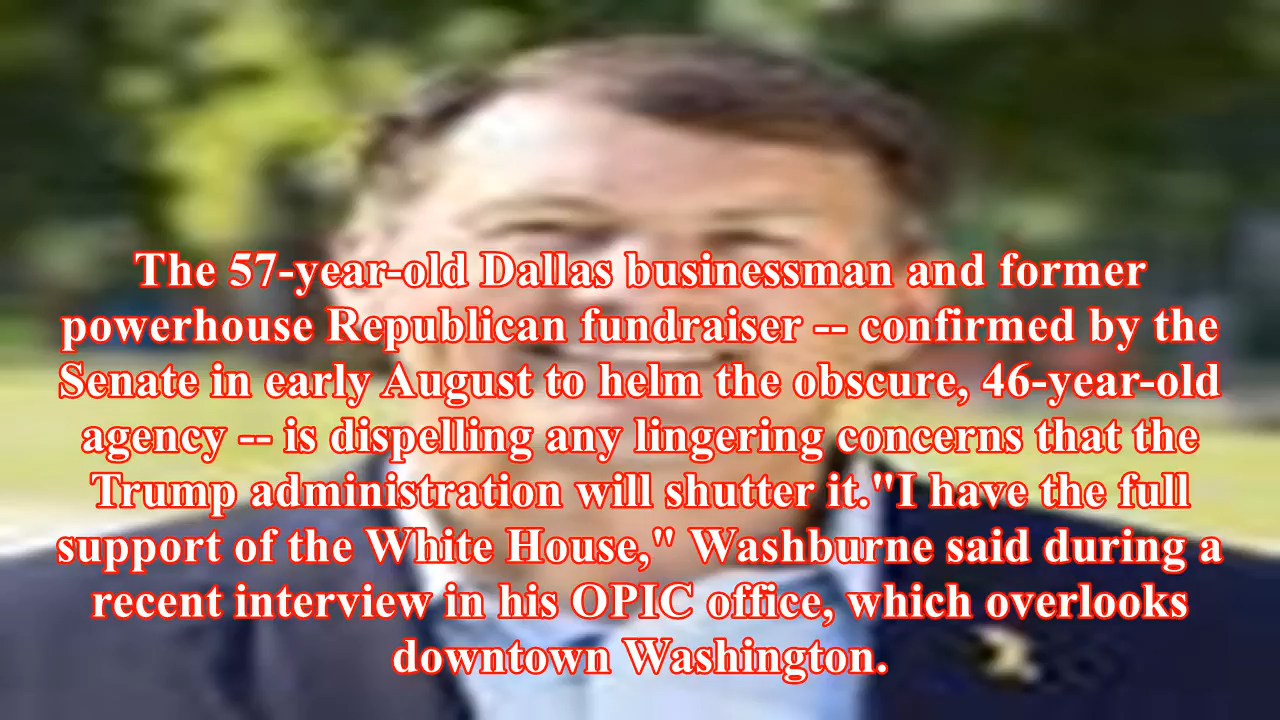 The 57-year-old Dallas businessman and former
powerhouse Republican fundraiser -- confirmed by the
Senate in early August to helm the obscure, 46-year-old
agency -- is dispelling any lingering concerns that the
Trump administration will shutter it."I have the full
support of the White House," Washburne said during a
recent interview in his OPIC office, which overlooks
downtown Washington.